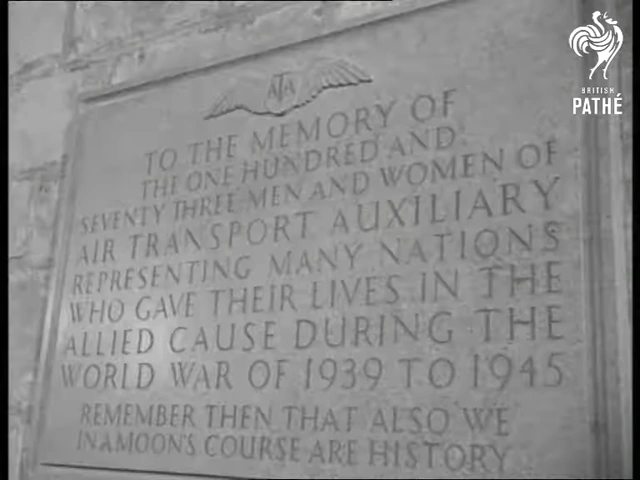 BRITISH
PATHÉ
ATA
TO THE MEMORY OF
THE ONE HUNDRED AND
SEVENTY THREE MEN AND WOMEN OF
AIR TRANSPORT AUXILIARY
REPRESENTING MANY NATIONS
WHO GAVE THEIR LIVES IN THE
ALLIED CAUSE DURING THE
WORLD WAR OF 1939 TO 1945
REMEMBER THEN THAT ALSO WE
IN A MOON'S COURSE ARE HISTORY